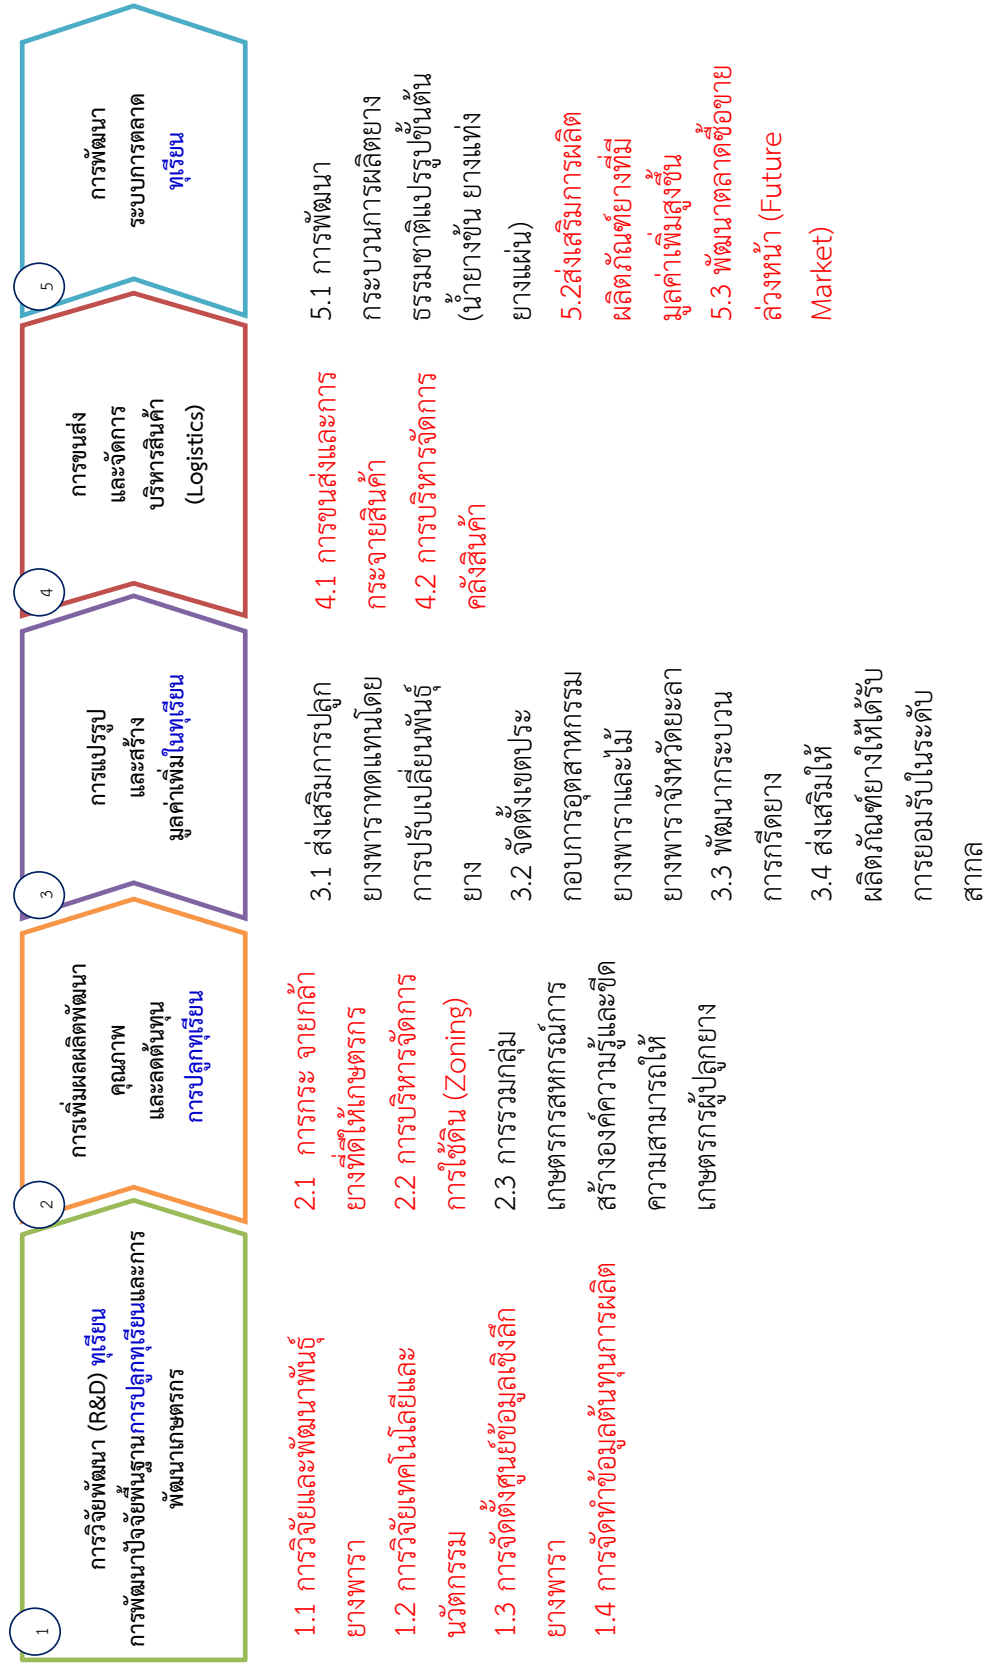 1
การวิจัยพัฒนา (R&D) ทุเรียน
การพัฒนาปัจจัยพื้นฐานการปลูกทุเรียนและการ
พัฒนาเกษตรกร
2
การเพิ่มผลผลิตพัฒนา
คุณภาพ
และลดต้นทุน
การปลูกทุเรียน
3
การแปรรูป
และสร้าง
มูลค่าเพิ่มในทุเรียน
4
การขนส่ง
และจัดการ
บริหารสินค้า
(Logistics)
5
การพัฒนา
ระบบการตลาด
ทุเรียน
1.1 การวิจัยและพัฒนาพันธุ์
ยางพารา
1.2 การวิจัยเทคโนโลยีและ
นวัตกรรม
1.3 การจัดตั้งศูนย์ข้อมูลเชิงลึก
ยางพารา
1.4 การจัดทำข้อมูลต้นทุนการผลิต
2.1 การกระ จายกล้า
ยางที่ดีให้เกษตรกร
2.2 การบริหารจัดการ
การใช้ดิน (Zoning)
2.3 การรวมกลุ่ม
เกษตรกรสหกรณ์การ
สร้างองค์ความรู้และขีด
ความสามารถให้
เกษตรกรผู้ปลูกยาง
3.1 ส่งเสริมการปลูก
ยางพาราทดแทนโดย
การปรับเปลี่ยนพันธุ์
ยาง
3.2 จัดตั้งเขตประ
กอบการอุตสาหกรรม
ยางพาราและไม้
ยางพาราจังหวัดยะลา
3.3 พัฒนากระบวน
การกรีดยาง
3.4 ส่งเสริมให้
ผลิตภัณฑ์ยางให้ได้รับ
การยอมรับในระดับ
สากล
4.1 การขนส่งและการ
กระจายสินค้า
4.2 การบริหารจัดการ
คลังสินค้า
5.1 การพัฒนา
กระบวนการผลิตยาง
ธรรมชาติแปรรูปขั้นต้น
(น้ำยางข้น ยางแท่ง
ยางแผ่น)
5.2ส่งเสริมการผลิต
ผลิตภัณฑ์ยางที่มี
มูลค่าเพิ่มสูงขึ้น
5.3 พัฒนาตลาดซื้อขาย
ล่วงหน้า (Future
Market)